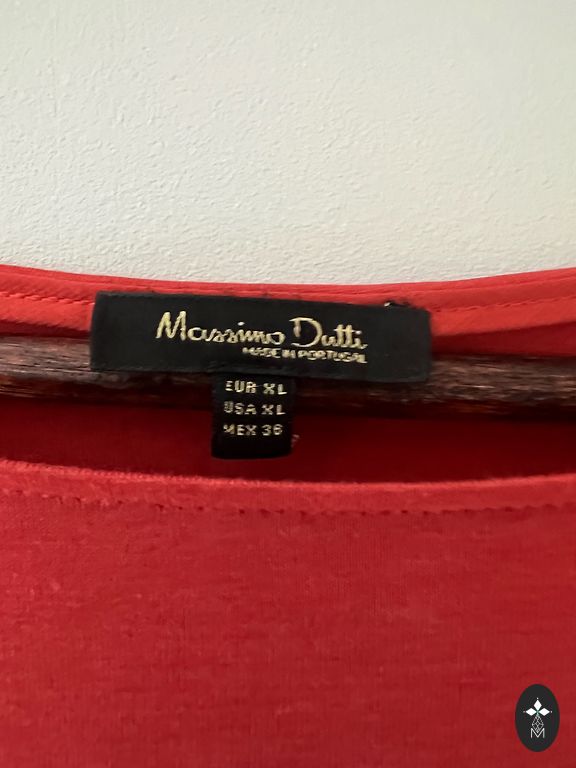 Massimo Dutti
MADE IN PORTUGAL
EUR XL
USA XL
MEX 36
M